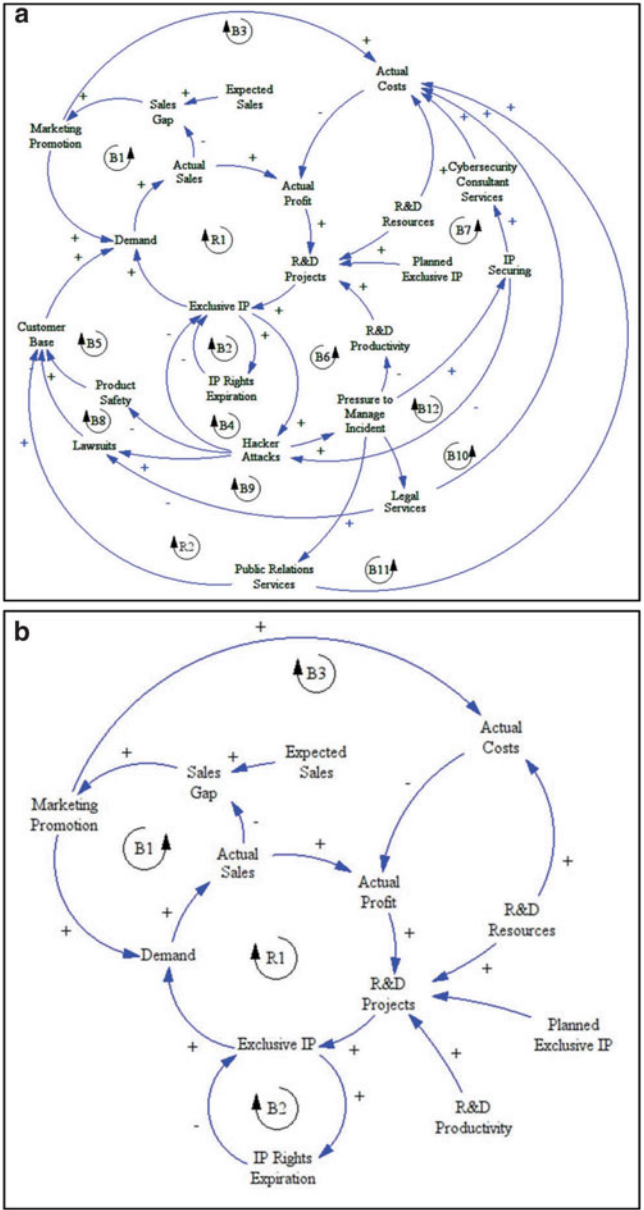 a
B3
+
+
Actual
Costs
+
Sales
Gap
+
Expected
Sales
-
+
+
+
Marketing
Promotion
B1
-
Actual
Sales
+
Actual
Profit
+
Cybersecurity
Consultant
Services
+
R&D
Resources
B7
+
+
Demand
+
R1
+
+
R&D
Projects
+
Planned
Exclusive IP
IP
Securing
+
+
Exclusive IP
+
+
Customer
Base
B5
B2
+
+
B6
R&D
Productivity
-
+
-
IP Rights
Expiration
-
-
+
Product
Safety
B8
-
B4
+
Pressure to
Manage
Incident
B12
-
Lawsuits
+
Hacker
Attacks
+
+
B10
+
B9
-
Legal
Services
+
R2
Public Relations
Services
B11
b
+
B3
Actual
Costs
+
Sales
Gap
+
Expected
Sales
-
Marketing
Promotion
B1
-
Actual
Sales
+
Actual
Profit
+
R&D
Resources
+
+
Demand
R1
+
+
R&D
Projects
Planned
Exclusive IP
+
Exclusive IP
+
+
+
B2
R&D
Productivity
-
IP Rights
Expiration